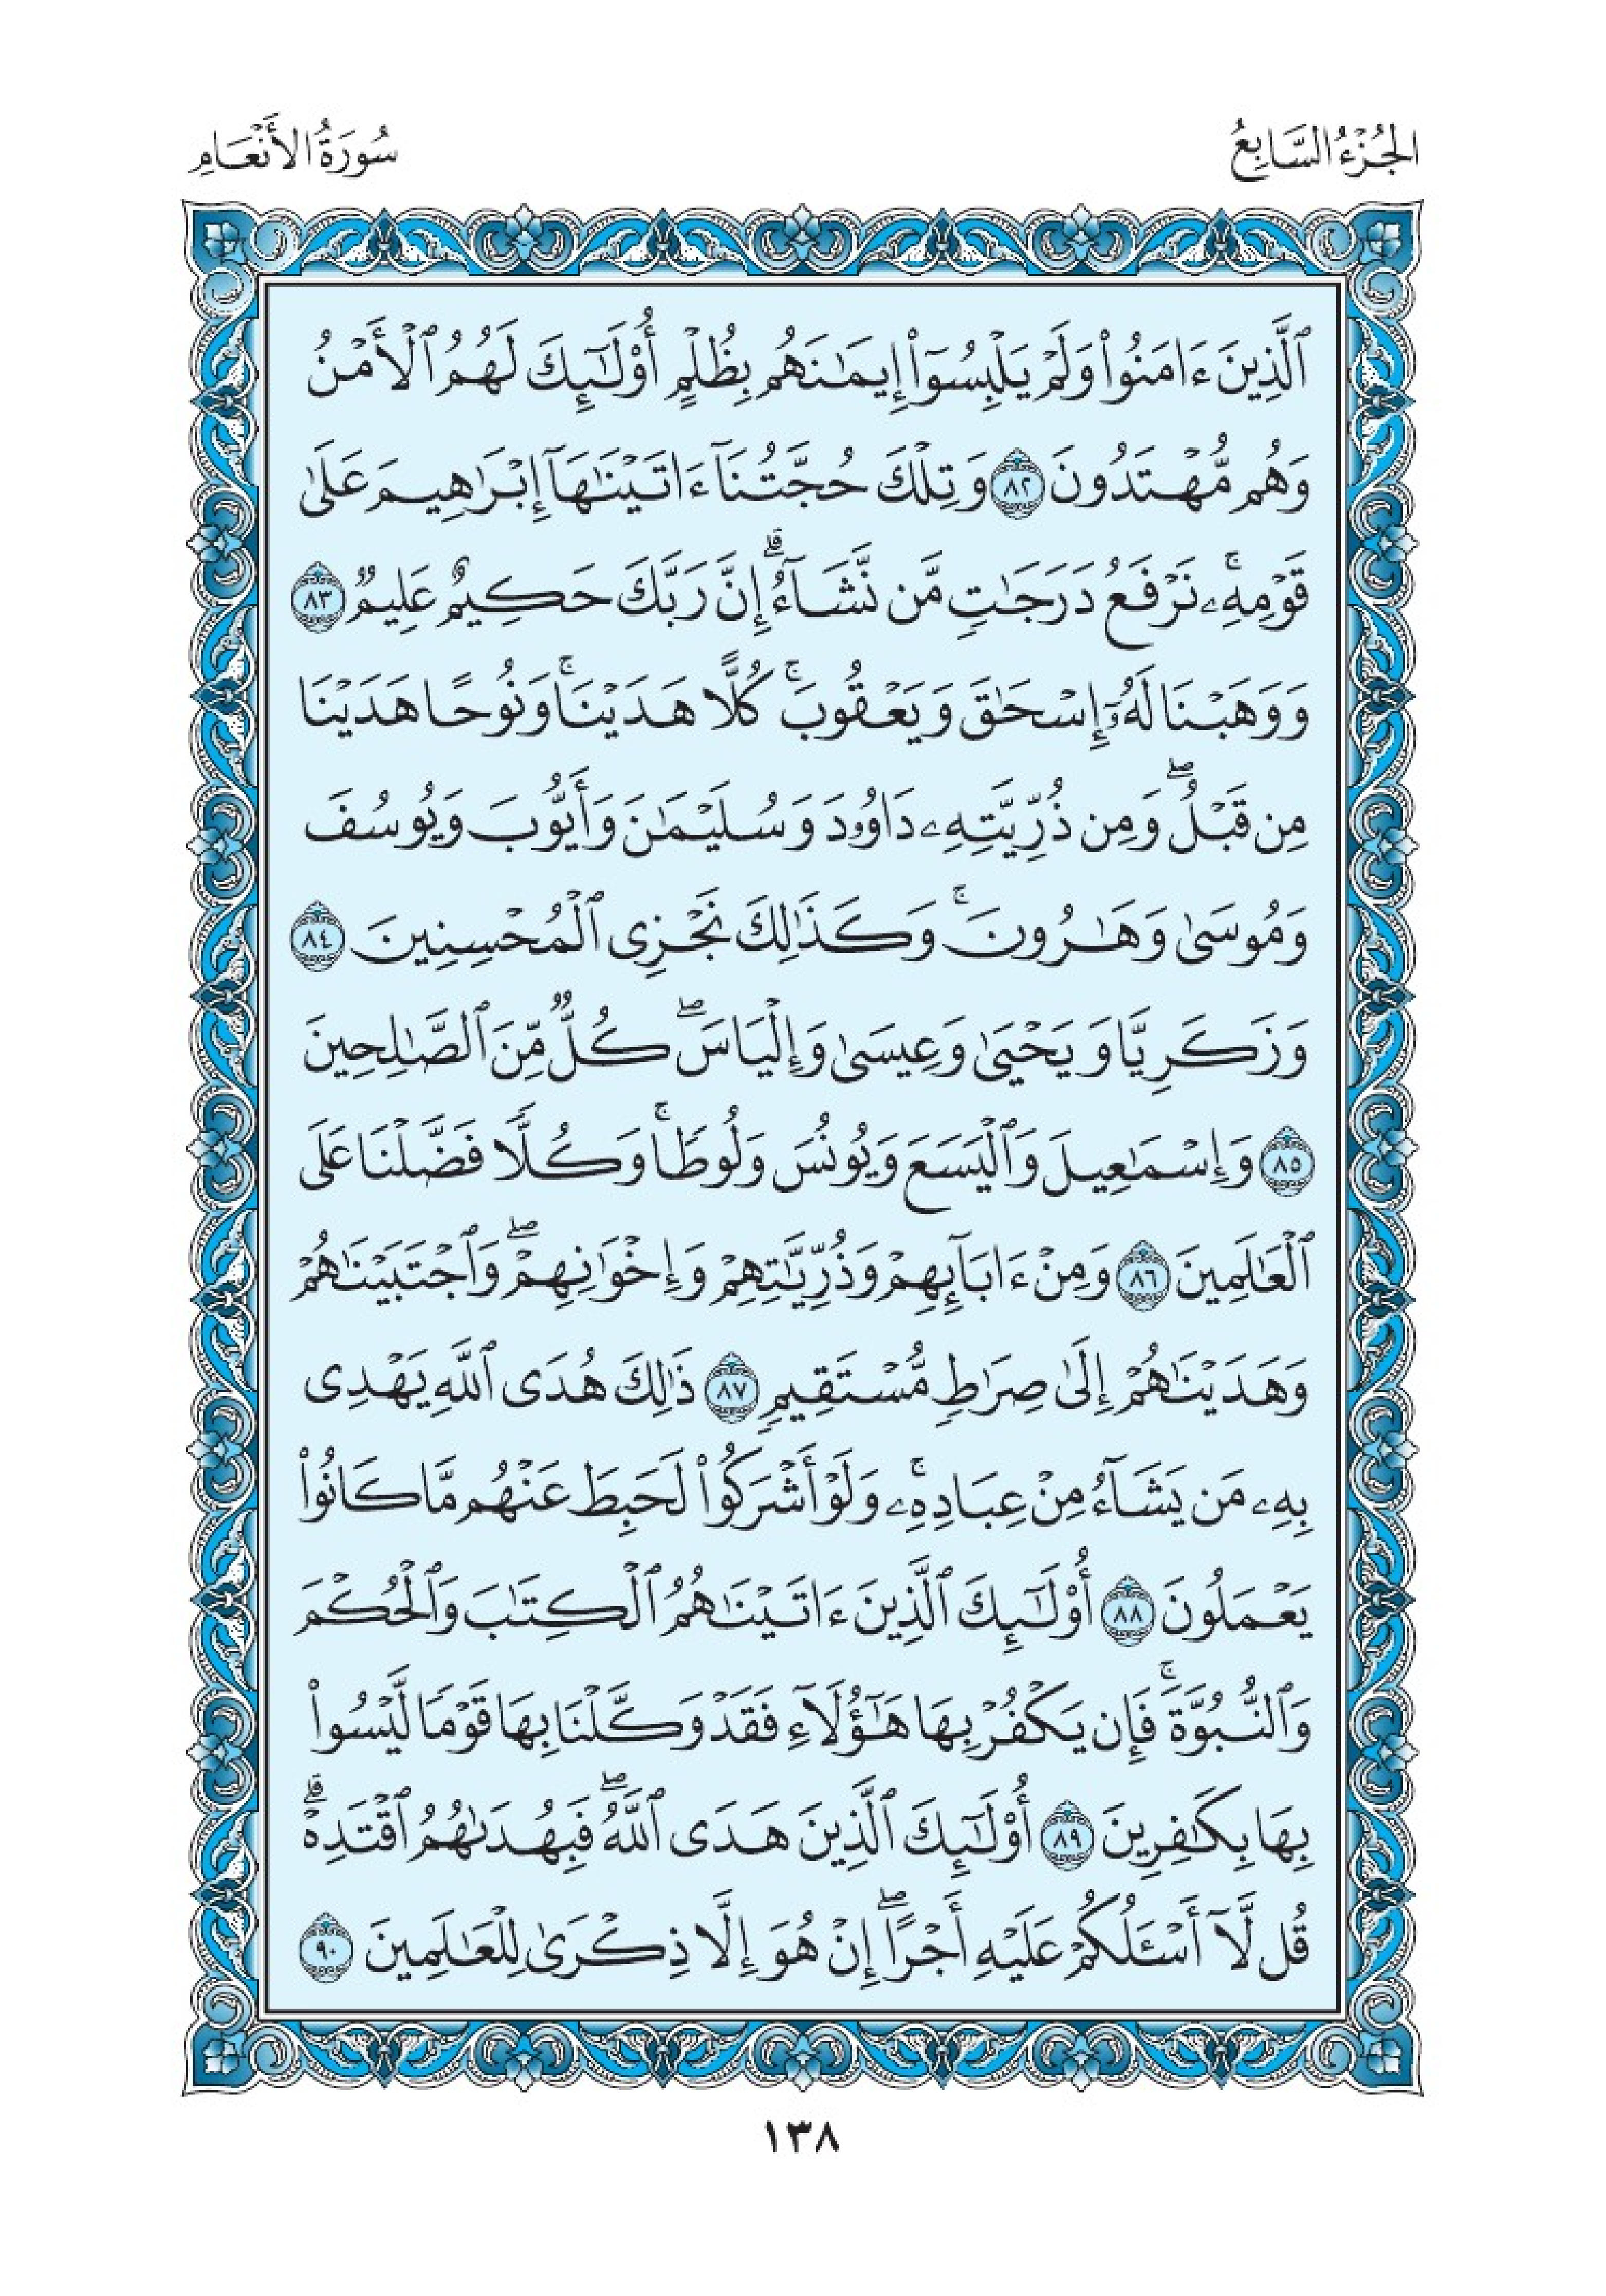 الجُزْءُ السَّابِعُ
سُورَةُ الأَنْعَامِ
ٱلَّذِينَ ءَامَنُوا۟ وَلَمْ يَلْبِسُوٓا۟ إِيمَـٰنَهُم بِظُلْمٍ أُو۟لَـٰٓئِكَ لَهُمُ ٱلْأَمْنُ
وَهُم مُّهْتَدُونَ ٨٢ وَتِلْكَ حُجَّتُنَآ ءَاتَيْنَـٰهَآ إِبْرَٰهِيمَ عَلَىٰ
قَوْمِهِۦۚ نَرْفَعُ دَرَجَـٰتٍ مَّن نَّشَآءُۗ إِنَّ رَبَّكَ حَكِيمٌ عَلِيمٌ ٨٣
وَوَهَبْنَا لَهُۥٓ إِسْحَـٰقَ وَيَعْقُوبَۚ كُلًّا هَدَيْنَاۚ وَنُوحًا هَدَيْنَا
مِن قَبْلُۖ وَمِن ذُرِّيَّتِهِۦ دَاوُۥدَ وَسُلَيْمَـٰنَ وَأَيُّوبَ وَيُوسُفَ
وَمُوسَىٰ وَهَـٰرُونَۚ وَكَذَٰلِكَ نَجْزِى ٱلْمُحْسِنِينَ ٨٤
وَزَكَرِيَّا وَيَحْيَىٰ وَعِيسَىٰ وَإِلْيَاسَۖ كُلٌّ مِّنَ ٱلصَّـٰلِحِينَ
٨٥ وَإِسْمَـٰعِيلَ وَٱلْيَسَعَ وَيُونُسَ وَلُوطًاۚ وَكُلًّا فَضَّلْنَا عَلَى
ٱلْعَـٰلَمِينَ ٨٦ وَمِنْ ءَابَآئِهِمْ وَذُرِّيَّـٰتِهِمْ وَإِخْوَٰنِهِمْۖ وَٱجْتَبَيْنَـٰهُمْ
وَهَدَيْنَـٰهُمْ إِلَىٰ صِرَٰطٍ مُّسْتَقِيمٍ ٨٧ ذَٰلِكَ هُدَى ٱللَّهِ يَهْدِى
بِهِۦ مَن يَشَآءُ مِنْ عِبَادِهِۦۚ وَلَوْ أَشْرَكُوا۟ لَحَبِطَ عَنْهُم مَّا كَانُوا۟
يَعْمَلُونَ ٨٨ أُو۟لَـٰٓئِكَ ٱلَّذِينَ ءَاتَيْنَـٰهُمُ ٱلْكِتَـٰبَ وَٱلْحُكْمَ
وَٱلنُّبُوَّةَۚ فَإِن يَكْفُرْ بِهَا هَـٰٓؤُلَآءِ فَقَدْ وَكَّلْنَا بِهَا قَوْمًا لَّيْسُوا۟
بِهَا بِكَـٰفِرِينَ ٨٩ أُو۟لَـٰٓئِكَ ٱلَّذِينَ هَدَى ٱللَّهُۖ فَبِهُدَىٰهُمُ ٱقْتَدِهْۗ
قُل لَّآ أَسْـَٔلُكُمْ عَلَيْهِ أَجْرًاۖ إِنْ هُوَ إِلَّا ذِكْرَىٰ لِلْعَـٰلَمِينَ ٩٠
١٣٨